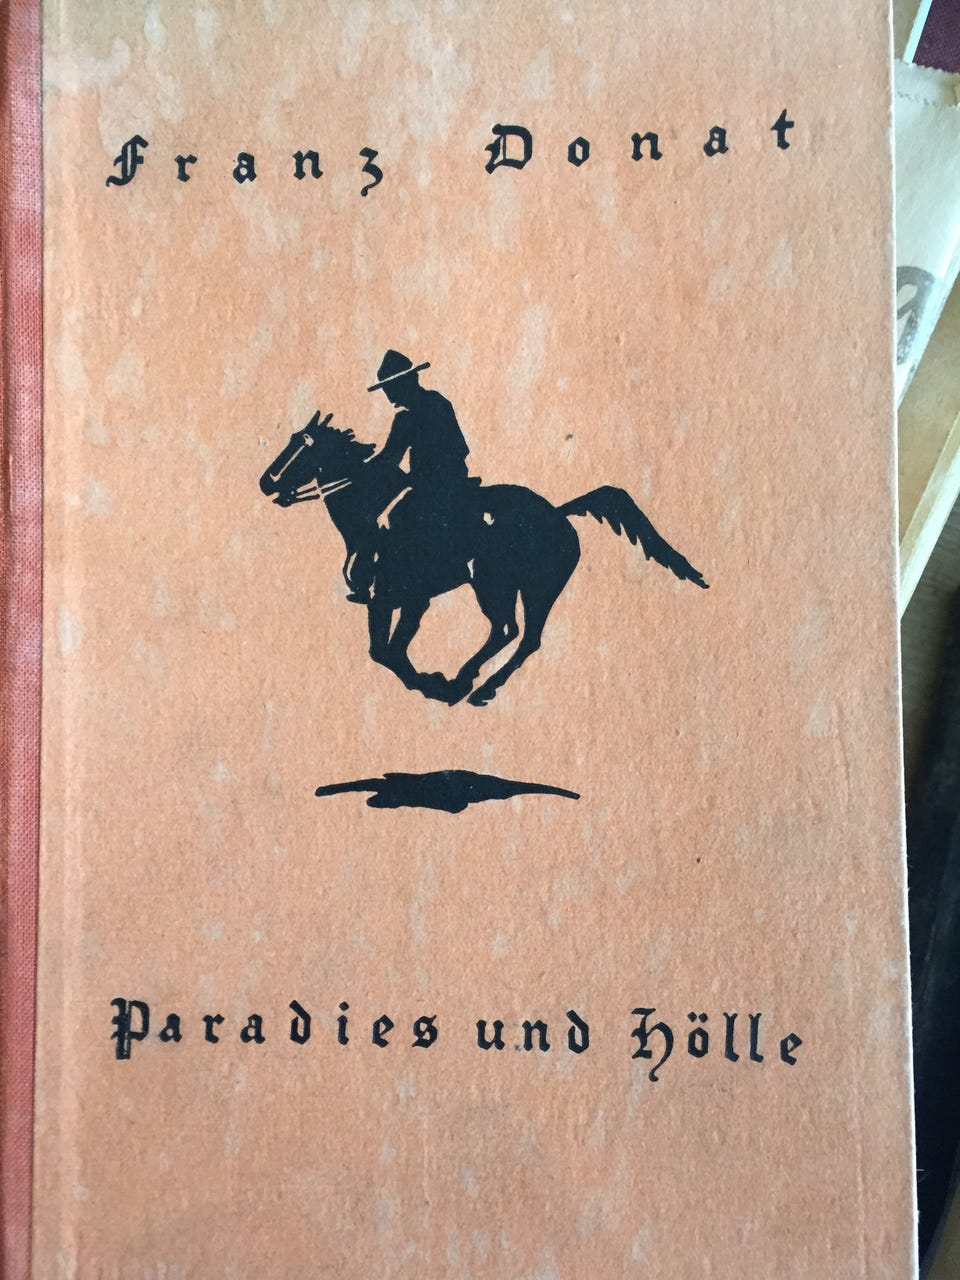 Franz Donat
Paradies und Hölle